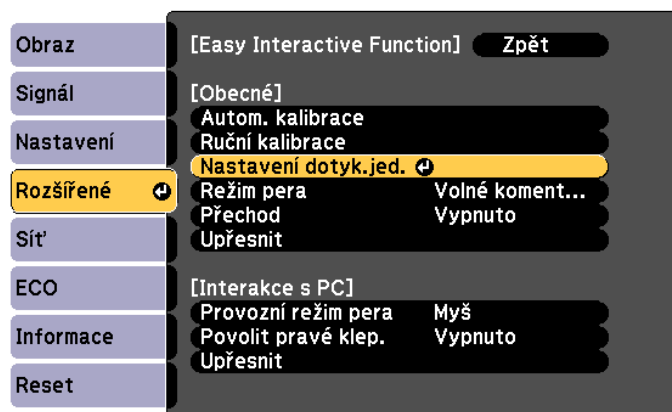 Obraz
Signál
Nastavení
Rozšířené
Síť
ECO
Informace
Reset
[Easy Interactive Function] Zpět
[Obecné]
Autom. kalibrace
Ruční kalibrace
Nastavení dotyk.jed.
Režim pera Volné koment...
Přechod Vypnuto
Upřesnit
[Interakce s PC]
Provozní režim pera Myš
Povolit pravé klep. Vypnuto
Upřesnit